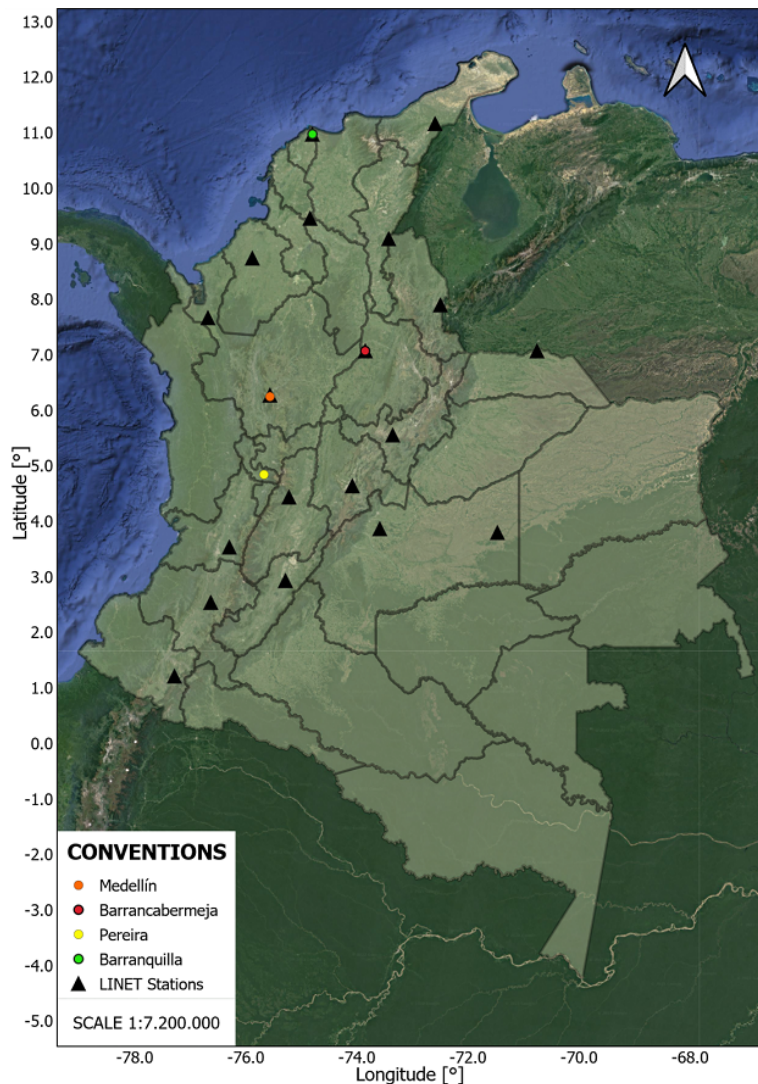 13.0
12.0
11.0
10.0
9.0
8.0
7.0
6.0
5.0
4.0
3.0
2.0
1.0
0.0
-1.0
-2.0
-3.0
-4.0
-5.0
Latitude [°]
CONVENTIONS
Medellín
Barrancabermeja
Pereira
Barranquilla
LINET Stations
SCALE 1:7.200.000
-78.0 -76.0 -74.0 -72.0 -70.0 -68.0
Longitude [°]